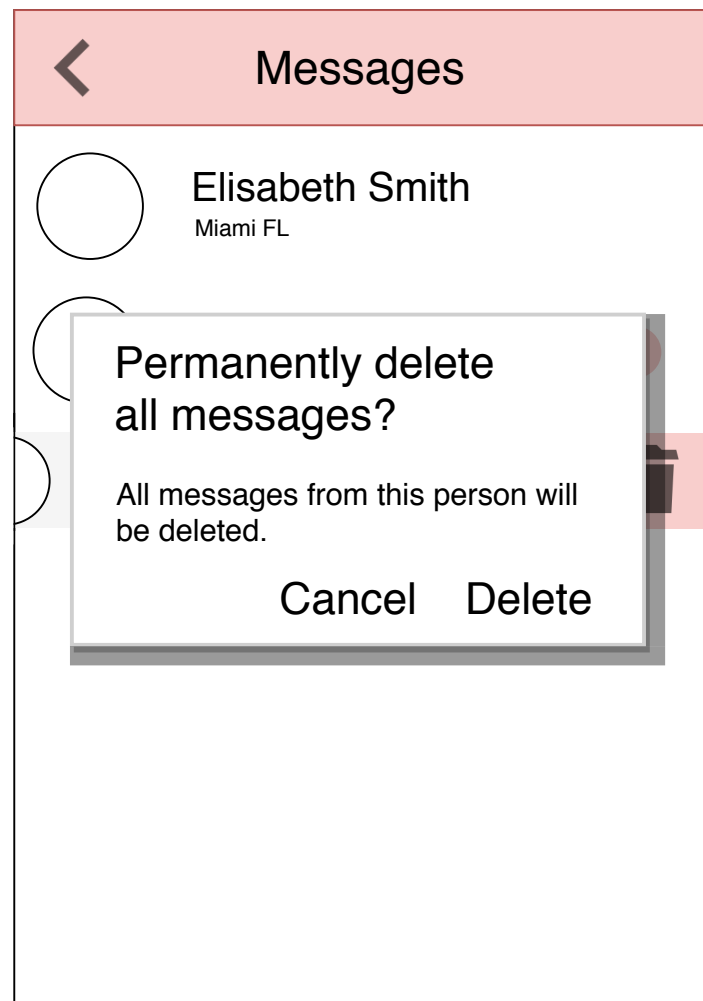 Messages
Elisabeth Smith
Miami FL
Permanently delete
all messages?
All messages from this person will
be deleted.
Cancel Delete